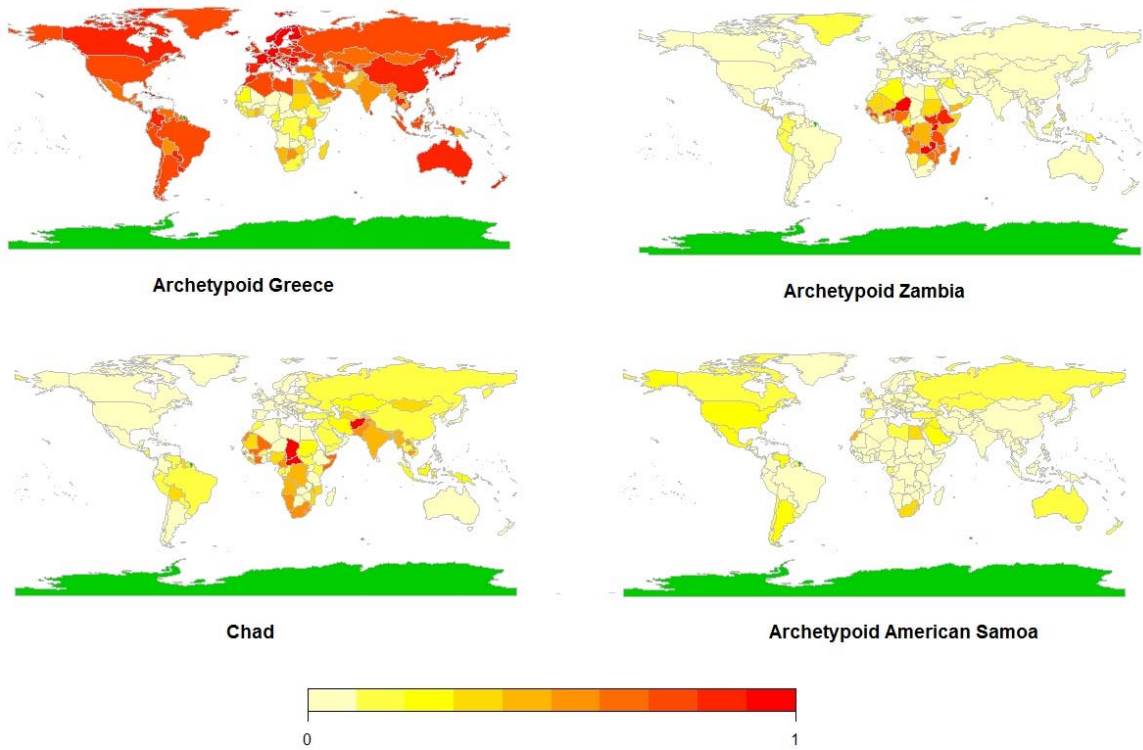 Archetypoid Greece
Archetypoid Zambia
Chad
Archetypoid American Samoa
0
1